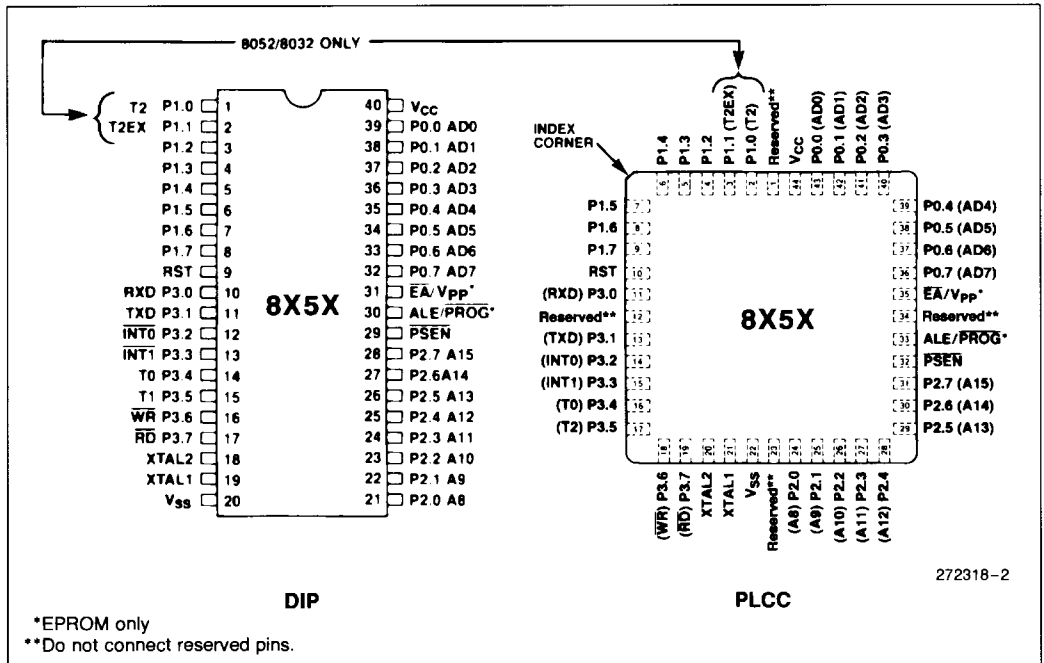 8052/8032 ONLY
T2 P1.0 1
T2EX P1.1 2
P1.2 3
P1.3 4
P1.4 5
P1.5 6
P1.6 7
P1.7 8
RST 9
RXD P3.0 10
TXD P3.1 11
INT0 P3.2 12
INT1 P3.3 13
T0 P3.4 14
T1 P3.5 15
WR P3.6 16
RD P3.7 17
XTAL2 18
XTAL1 19
VSS 20
8X5X
40 VCC
39 P0.0 AD0
38 P0.1 AD1
37 P0.2 AD2
36 P0.3 AD3
35 P0.4 AD4
34 P0.5 AD5
33 P0.6 AD6
32 P0.7 AD7
31 EA/VPP*
30 ALE/PROG*
29 PSEN
28 P2.7 A15
27 P2.6A14
26 P2.5 A13
25 P2.4 A12
24 P2.3 A11
23 P2.2 A10
22 P2.1 A9
21 P2.0 A8
DIP
INDEX
CORNER
P1.4 6
P1.3 5
P1.2 4
P1.1 (T2EX) 3
P1.0 (T2) 2
Reserved** 1
VCC 44
P0.0 (AD0) 43
P0.1 (AD1) 42
P0.2 (AD2) 41
P0.3 (AD3) 40
P1.5 7
P1.6 8
P1.7 9
RST 10
(RXD) P3.0 11
Reserved** 12
(TXD) P3.1 13
(INT0) P3.2 14
(INT1) P3.3 15
(T0) P3.4 16
(T2) P3.5 17
8X5X
39 P0.4 (AD4)
38 P0.5 (AD5)
37 P0.6 (AD6)
36 P0.7 (AD7)
35 EA/VPP*
34 Reserved**
33 ALE/PROG*
32 PSEN
31 P2.7 (A15)
30 P2.6 (A14)
29 P2.5 (A13)
18 (WR) P3.6
19 (RD) P3.7
20 XTAL2
21 XTAL1
22 VSS
23 Reserved**
24 (A8) P2.0
25 (A9) P2.1
26 (A10) P2.2
27 (A11) P2.3
28 (A12) P2.4
PLCC
272318-2
*EPROM only
**Do not connect reserved pins.